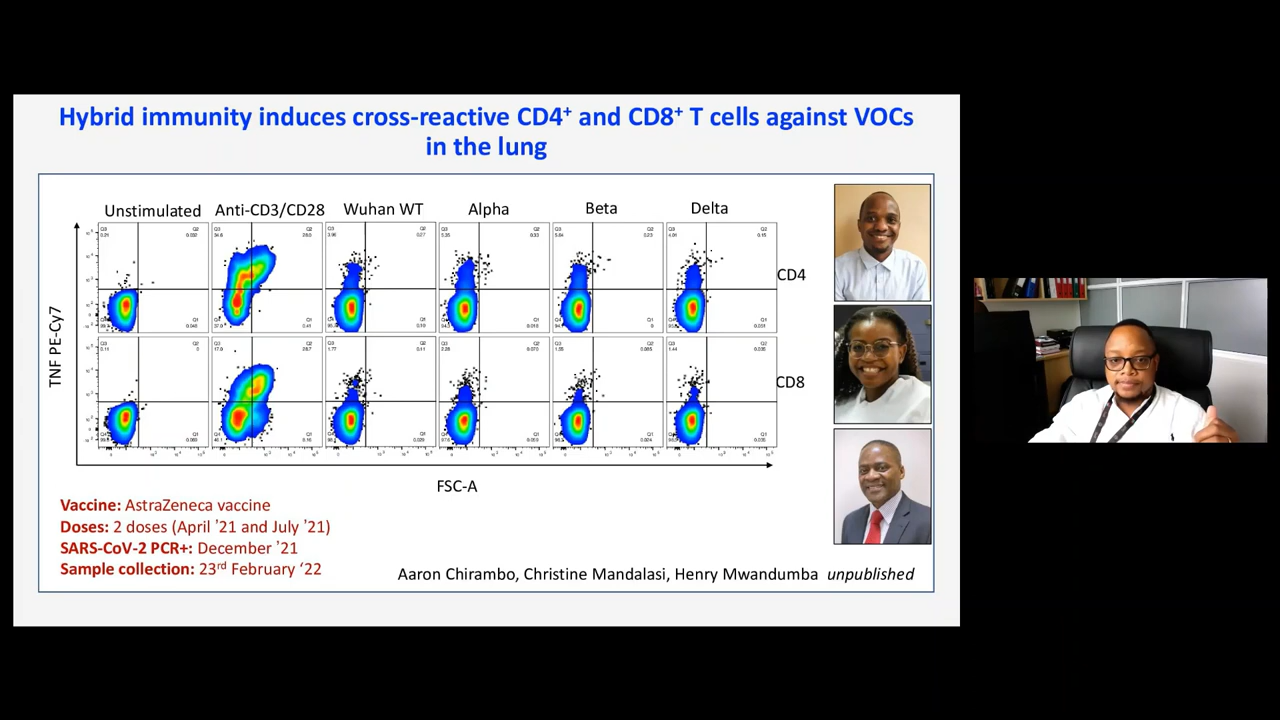 Hybrid immunity induces cross-reactive CD4⁺ and CD8⁺ T cells against VOCs
in the lung
Unstimulated Anti-CD3/CD28 Wuhan WT Alpha Beta Delta
CD4
TNF PE-Cy7
CD8
FSC-A
Vaccine: AstraZeneca vaccine
Doses: 2 doses (April ’21 and July ’21)
SARS-CoV-2 PCR+: December ’21
Sample collection: 23ʳᵈ February ‘22
Aaron Chirambo, Christine Mandalasi, Henry Mwandumba unpublished